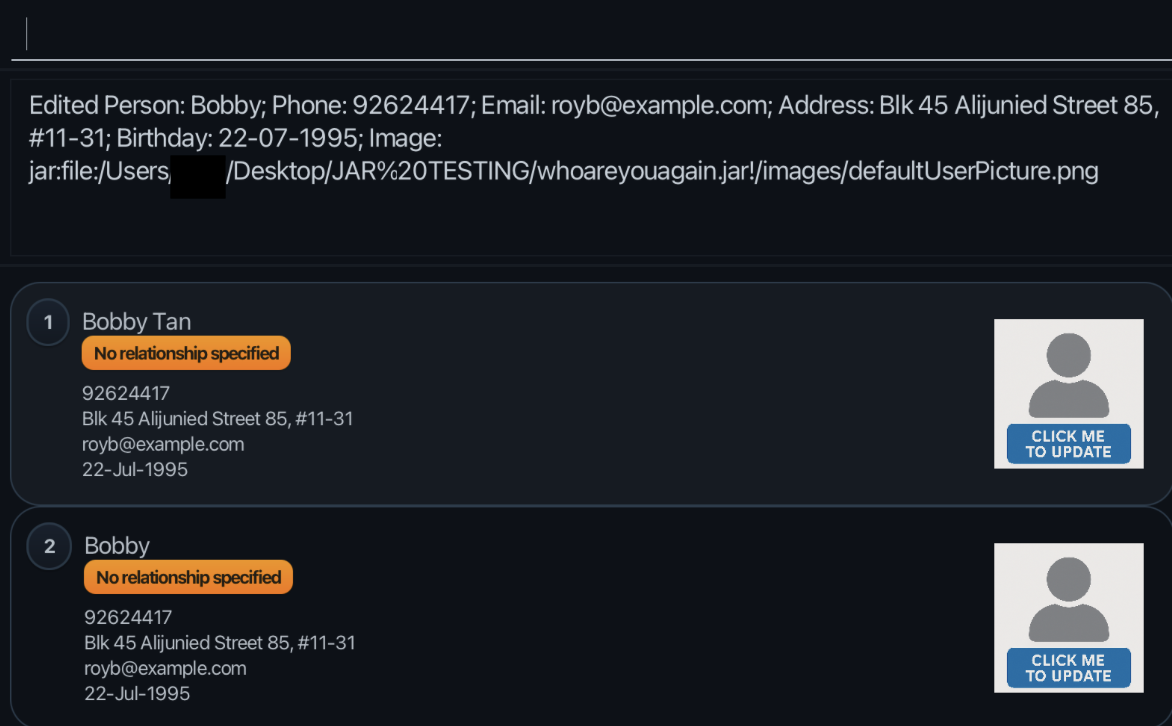 Edited Person: Bobby; Phone: 92624417; Email: royb@example.com; Address: Blk 45 Alijunied Street 85,
#11-31; Birthday: 22-07-1995; Image:
jar:file:/Users/ /Desktop/JAR%20TESTING/whoareyouagain.jar!/images/defaultUserPicture.png
1
Bobby Tan
No relationship specified
92624417
Blk 45 Alijunied Street 85, #11-31
royb@example.com
22-Jul-1995
CLICK ME
TO UPDATE
2
Bobby
No relationship specified
92624417
Blk 45 Alijunied Street 85, #11-31
royb@example.com
22-Jul-1995
CLICK ME
TO UPDATE